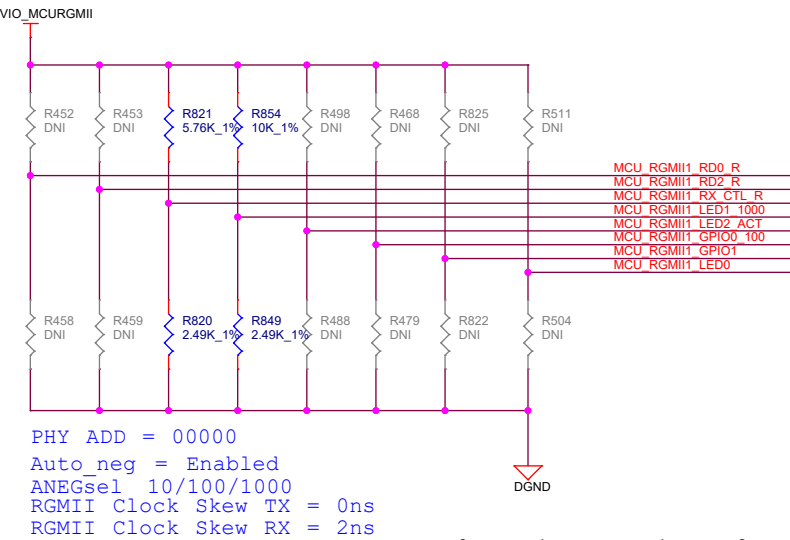 VIO_MCURGMII
R452
DNI
R453
DNI
R821
5.76K_1%
R854
10K_1%
R498
DNI
R468
DNI
R825
DNI
R511
DNI
MCU_RGMII1_RD0_R
MCU_RGMII1_RD2_R
MCU_RGMII1_RX_CTL_R
MCU_RGMII1_LED1_1000
MCU_RGMII1_LED2_ACT
MCU_RGMII1_GPIO0_100
MCU_RGMII1_GPIO1
MCU_RGMII1_LED0
R458
DNI
R459
DNI
R820
2.49K_1%
R849
2.49K_1%
R488
DNI
R479
DNI
R822
DNI
R504
DNI
PHY ADD = 00000
Auto_neg = Enabled
ANEGsel 10/100/1000
RGMII Clock Skew TX = 0ns
RGMII Clock Skew RX = 2ns
DGND